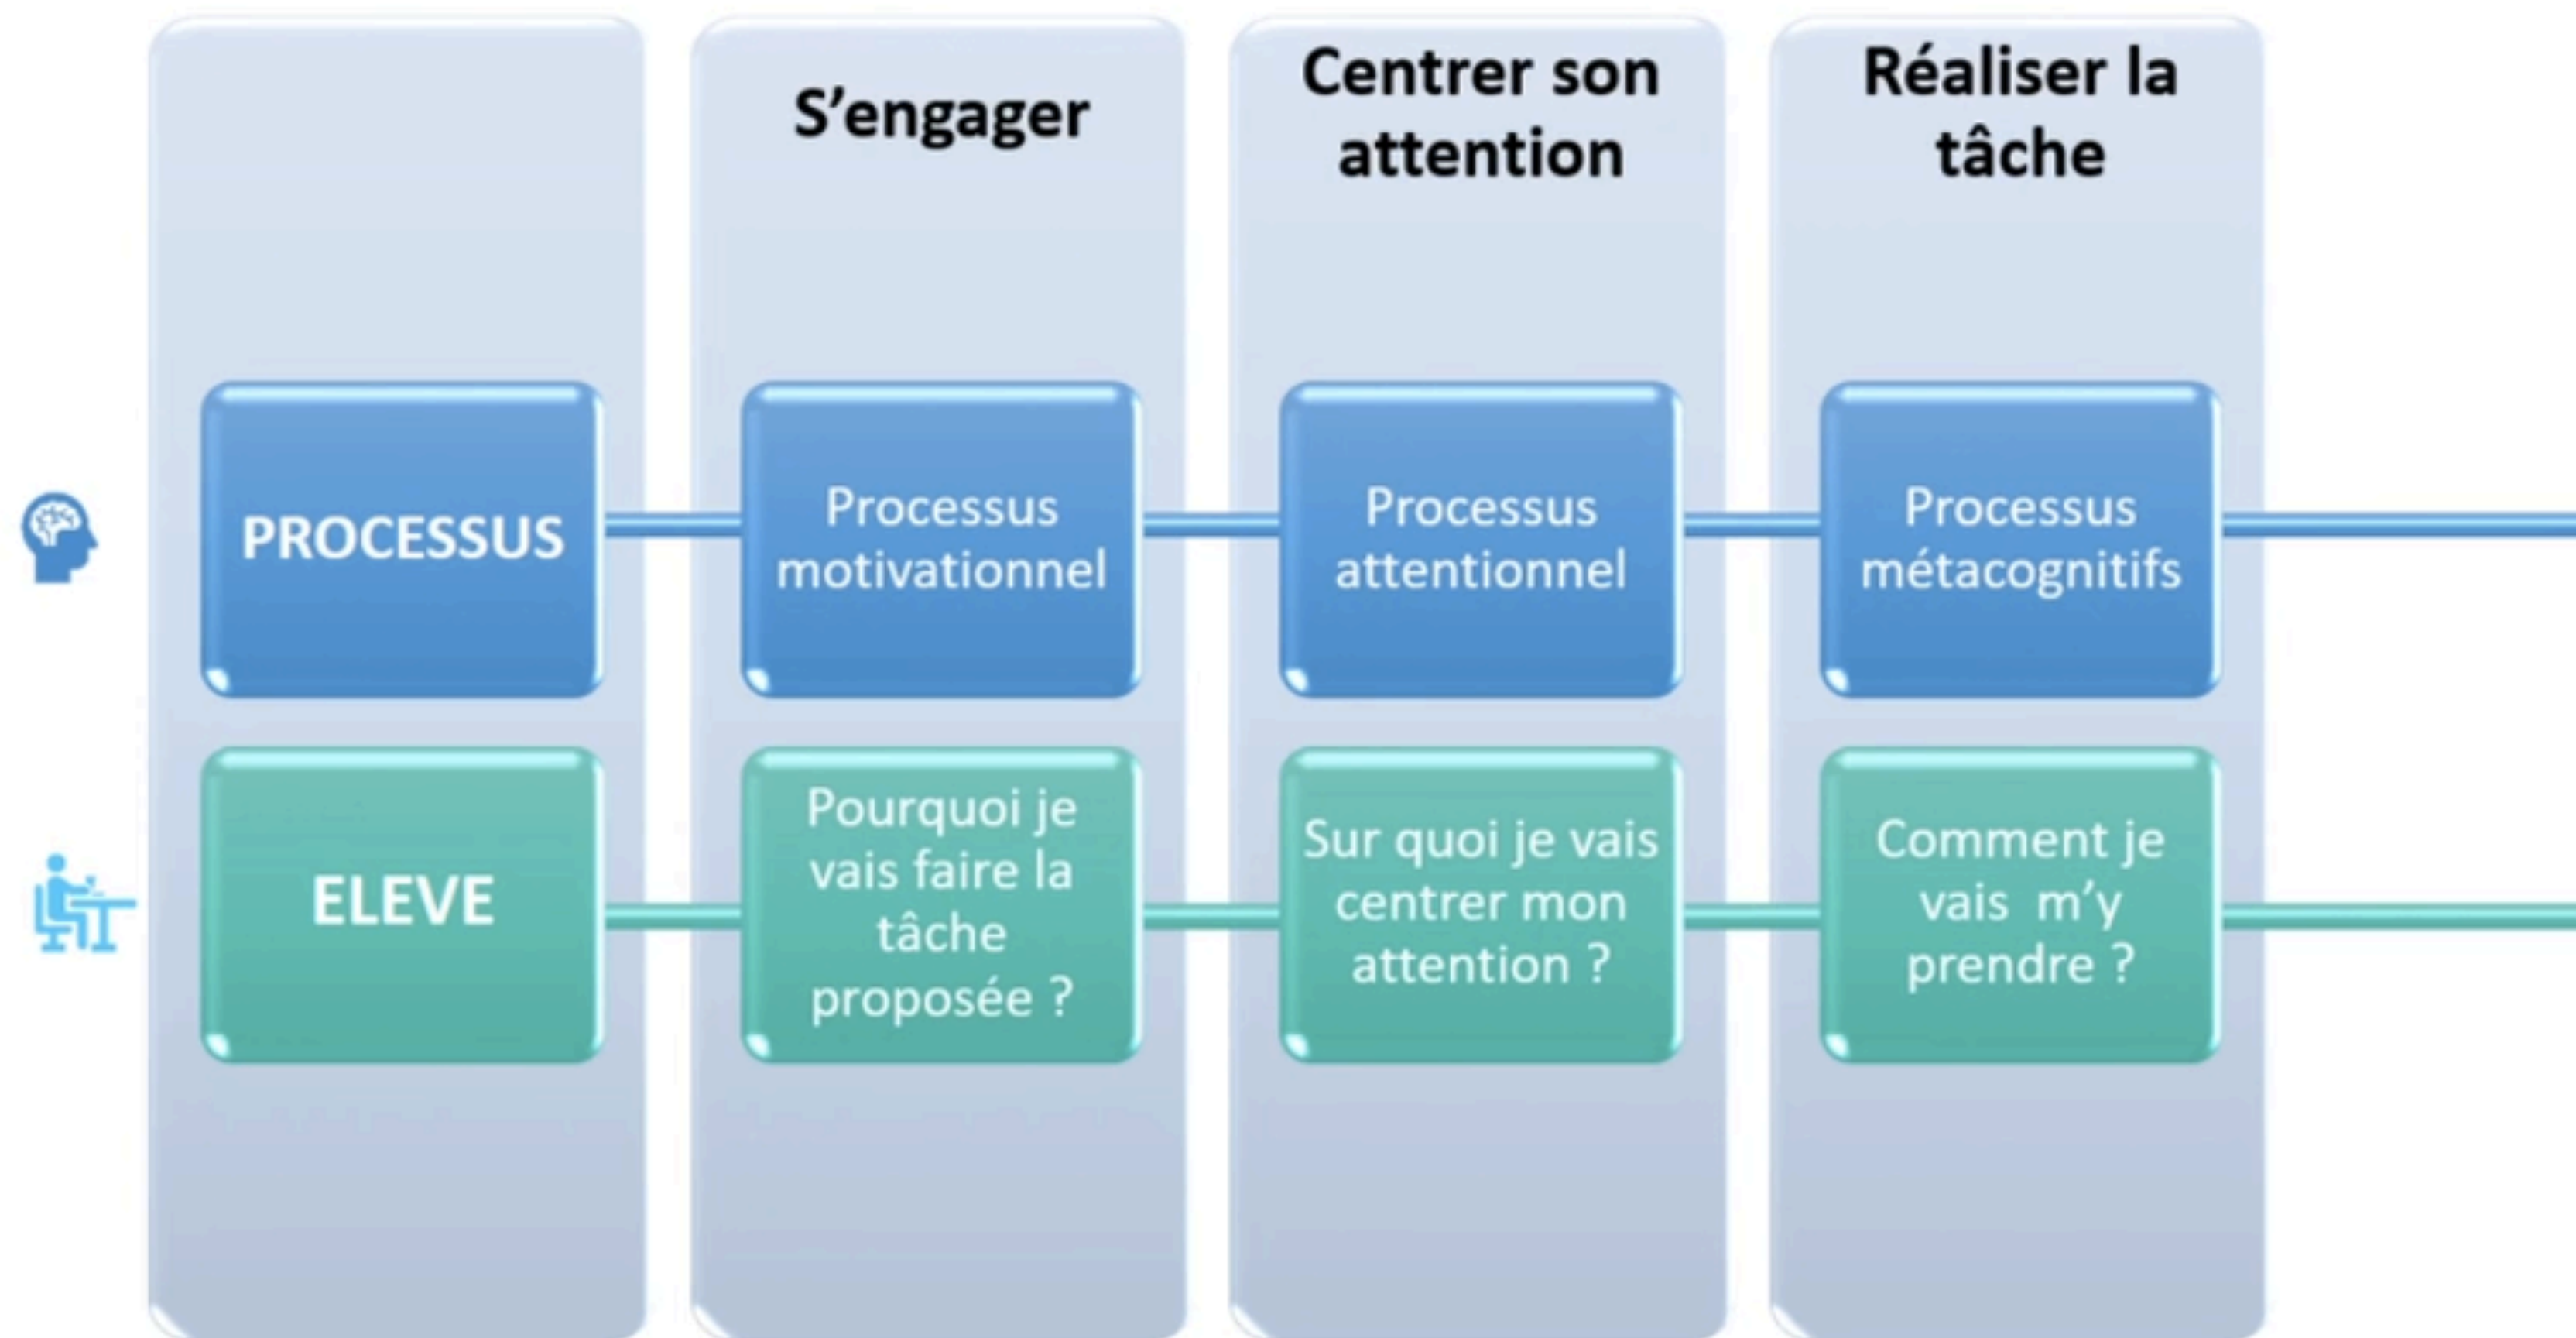 S’engager
Centrer son
attention
Réaliser la
tâche
PROCESSUS
Processus
motivationnel
Processus
attentionnel
Processus
métacognitifs
ELEVE
Pourquoi je
vais faire la
tâche
proposée ?
Sur quoi je vais
centrer mon
attention ?
Comment je
vais m’y
prendre ?